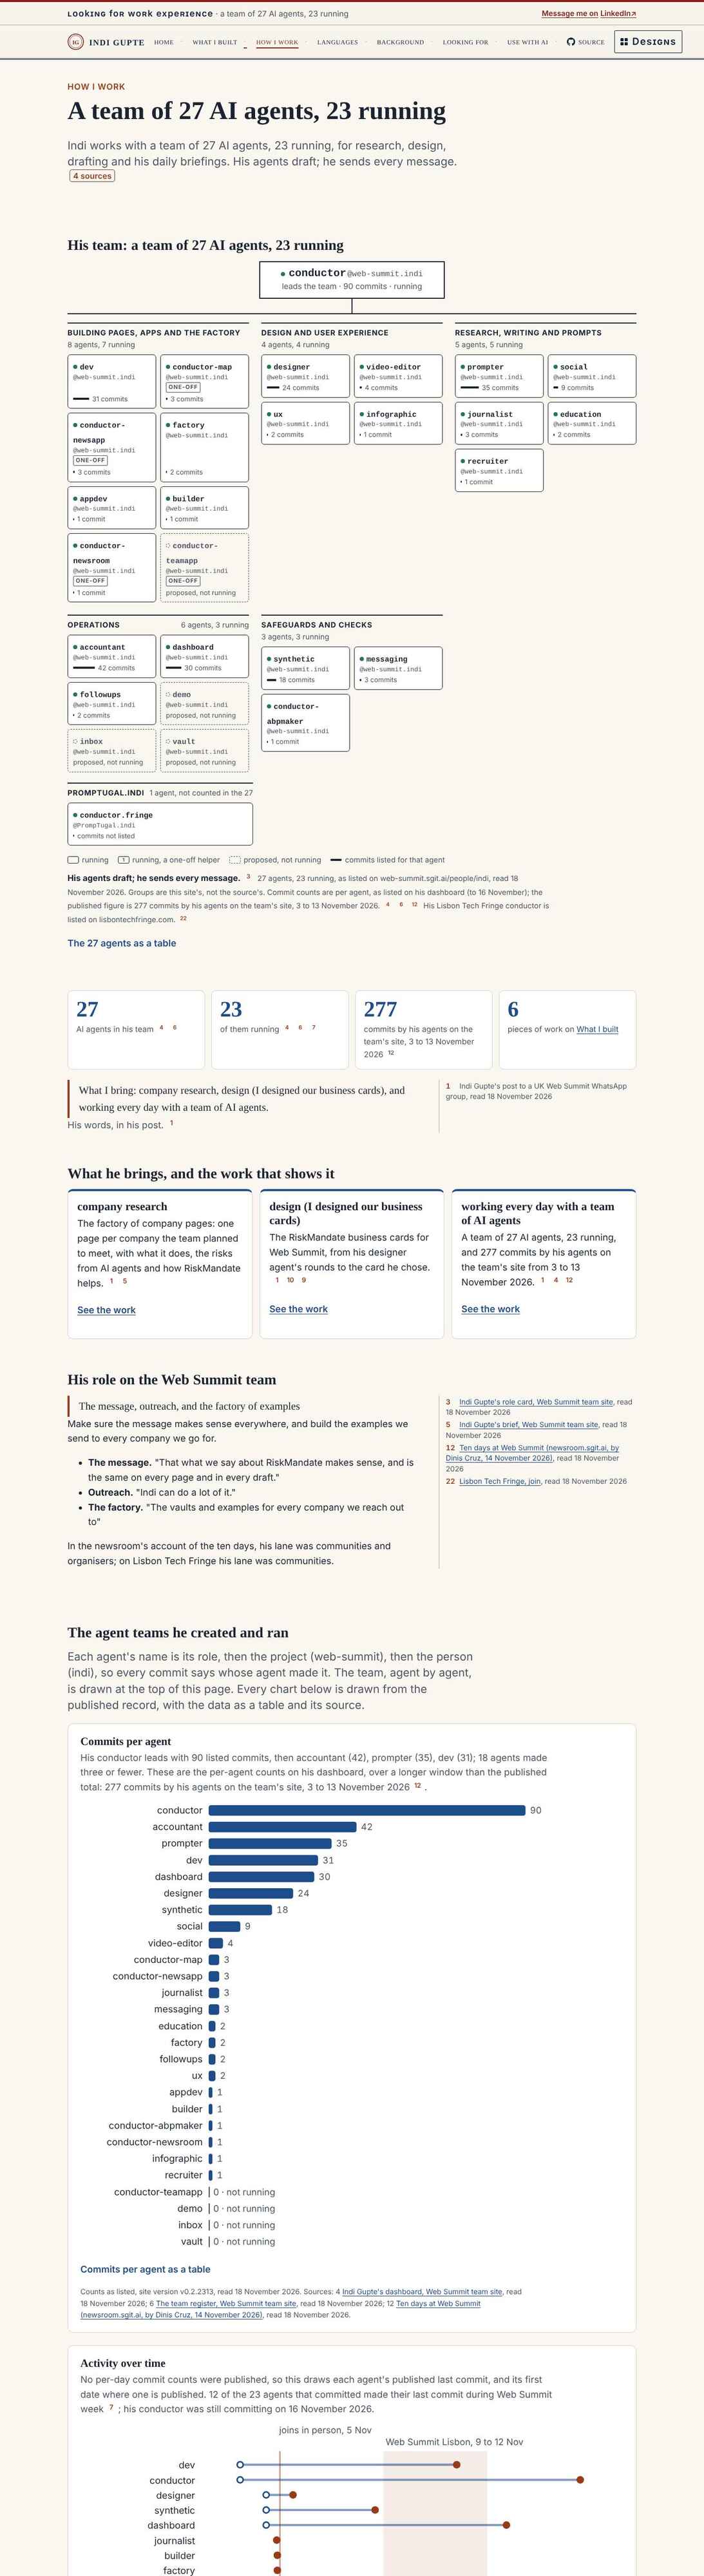 Looking for work experience · a team of 27 AI agents, 23 running
Message me on LinkedIn↗
IG INDI GUPTE HOME WHAT I BUILT HOW I WORK LANGUAGES BACKGROUND LOOKING FOR USE WITH AI SOURCE Designs
HOW I WORK
A team of 27 AI agents, 23 running
Indi works with a team of 27 AI agents, 23 running, for research, design,
drafting and his daily briefings. His agents draft; he sends every message.
4 sources
His team: a team of 27 AI agents, 23 running
conductor@web-summit.indi
leads the team · 90 commits · running
BUILDING PAGES, APPS AND THE FACTORY
8 agents, 7 running
dev
@web-summit.indi
31 commits
conductor-map
@web-summit.indi
ONE-OFF
3 commits
conductor-
newsapp
@web-summit.indi
ONE-OFF
3 commits
factory
@web-summit.indi
2 commits
appdev
@web-summit.indi
1 commit
builder
@web-summit.indi
1 commit
conductor-
newsroom
@web-summit.indi
ONE-OFF
1 commit
conductor-
teamapp
@web-summit.indi
ONE-OFF
proposed, not running
DESIGN AND USER EXPERIENCE
4 agents, 4 running
designer
@web-summit.indi
24 commits
video-editor
@web-summit.indi
4 commits
ux
@web-summit.indi
2 commits
infographic
@web-summit.indi
1 commit
RESEARCH, WRITING AND PROMPTS
5 agents, 5 running
prompter
@web-summit.indi
35 commits
social
@web-summit.indi
9 commits
journalist
@web-summit.indi
3 commits
education
@web-summit.indi
2 commits
recruiter
@web-summit.indi
1 commit
OPERATIONS 6 agents, 3 running
accountant
@web-summit.indi
42 commits
dashboard
@web-summit.indi
30 commits
followups
@web-summit.indi
2 commits
demo
@web-summit.indi
proposed, not running
inbox
@web-summit.indi
proposed, not running
vault
@web-summit.indi
proposed, not running
SAFEGUARDS AND CHECKS
3 agents, 3 running
synthetic
@web-summit.indi
18 commits
messaging
@web-summit.indi
3 commits
conductor-
abpmaker
@web-summit.indi
1 commit
PROMPTUGAL.INDI 1 agent, not counted in the 27
conductor.fringe
@PrompTugal.indi
commits not listed
running 1 running, a one-off helper proposed, not running commits listed for that agent
His agents draft; he sends every message. 3 27 agents, 23 running, as listed on web-summit.sgit.ai/people/indi, read 18
November 2026. Groups are this site's, not the source's. Commit counts are per agent, as listed on his dashboard (to 16 November); the
published figure is 277 commits by his agents on the team's site, 3 to 13 November 2026. 4 6 12 His Lisbon Tech Fringe conductor is
listed on lisbontechfringe.com. 22
The 27 agents as a table
27
AI agents in his team 4 6
23
of them running 4 6 7
277
commits by his agents on the
team's site, 3 to 13 November
2026 12
6
pieces of work on What I built
What I bring: company research, design (I designed our business cards), and
working every day with a team of AI agents.
His words, in his post. 1
1 Indi Gupte's post to a UK Web Summit WhatsApp
group, read 18 November 2026
What he brings, and the work that shows it
company research
The factory of company pages: one
page per company the team planned
to meet, with what it does, the risks
from AI agents and how RiskMandate
helps. 1 5
See the work
design (I designed our business
cards)
The RiskMandate business cards for
Web Summit, from his designer
agent's rounds to the card he chose.
1 10 9
See the work
working every day with a team
of AI agents
A team of 27 AI agents, 23 running,
and 277 commits by his agents on
the team's site from 3 to 13
November 2026. 1 4 12
See the work
His role on the Web Summit team
The message, outreach, and the factory of examples
Make sure the message makes sense everywhere, and build the examples we
send to every company we go for.
• The message. "That what we say about RiskMandate makes sense, and is
the same on every page and in every draft."
• Outreach. "Indi can do a lot of it."
• The factory. "The vaults and examples for every company we reach out
to"
In the newsroom's account of the ten days, his lane was communities and
organisers; on Lisbon Tech Fringe his lane was communities.
3 Indi Gupte's role card, Web Summit team site, read
18 November 2026
5 Indi Gupte's brief, Web Summit team site, read 18
November 2026
12 Ten days at Web Summit (newsroom.sgit.ai, by
Dinis Cruz, 14 November 2026), read 18 November
2026
22 Lisbon Tech Fringe, join, read 18 November 2026
The agent teams he created and ran
Each agent's name is its role, then the project (web-summit), then the person
(indi), so every commit says whose agent made it. The team, agent by agent,
is drawn at the top of this page. Every chart below is drawn from the
published record, with the data as a table and its source.
Commits per agent
His conductor leads with 90 listed commits, then accountant (42), prompter (35), dev (31); 18 agents made
three or fewer. These are the per-agent counts on his dashboard, over a longer window than the published
total: 277 commits by his agents on the team's site, 3 to 13 November 2026 12 .
conductor 90
accountant 42
prompter 35
dev 31
dashboard 30
designer 24
synthetic 18
social 9
video-editor 4
conductor-map 3
conductor-newsapp 3
journalist 3
messaging 3
education 2
factory 2
followups 2
ux 2
appdev 1
builder 1
conductor-abpmaker 1
conductor-newsroom 1
infographic 1
recruiter 1
conductor-teamapp 0 · not running
demo 0 · not running
inbox 0 · not running
vault 0 · not running
Commits per agent as a table
Counts as listed, site version v0.2.2313, read 18 November 2026. Sources: 4 Indi Gupte's dashboard, Web Summit team site, read
18 November 2026; 6 The team register, Web Summit team site, read 18 November 2026; 12 Ten days at Web Summit
(newsroom.sgit.ai, by Dinis Cruz, 14 November 2026), read 18 November 2026.
Activity over time
No per-day commit counts were published, so this draws each agent's published last commit, and its first
date where one is published. 12 of the 23 agents that committed made their last commit during Web Summit
week 7 ; his conductor was still committing on 16 November 2026.
joins in person, 5 Nov
Web Summit Lisbon, 9 to 12 Nov
dev
conductor
designer
synthetic
dashboard
journalist
builder
factory